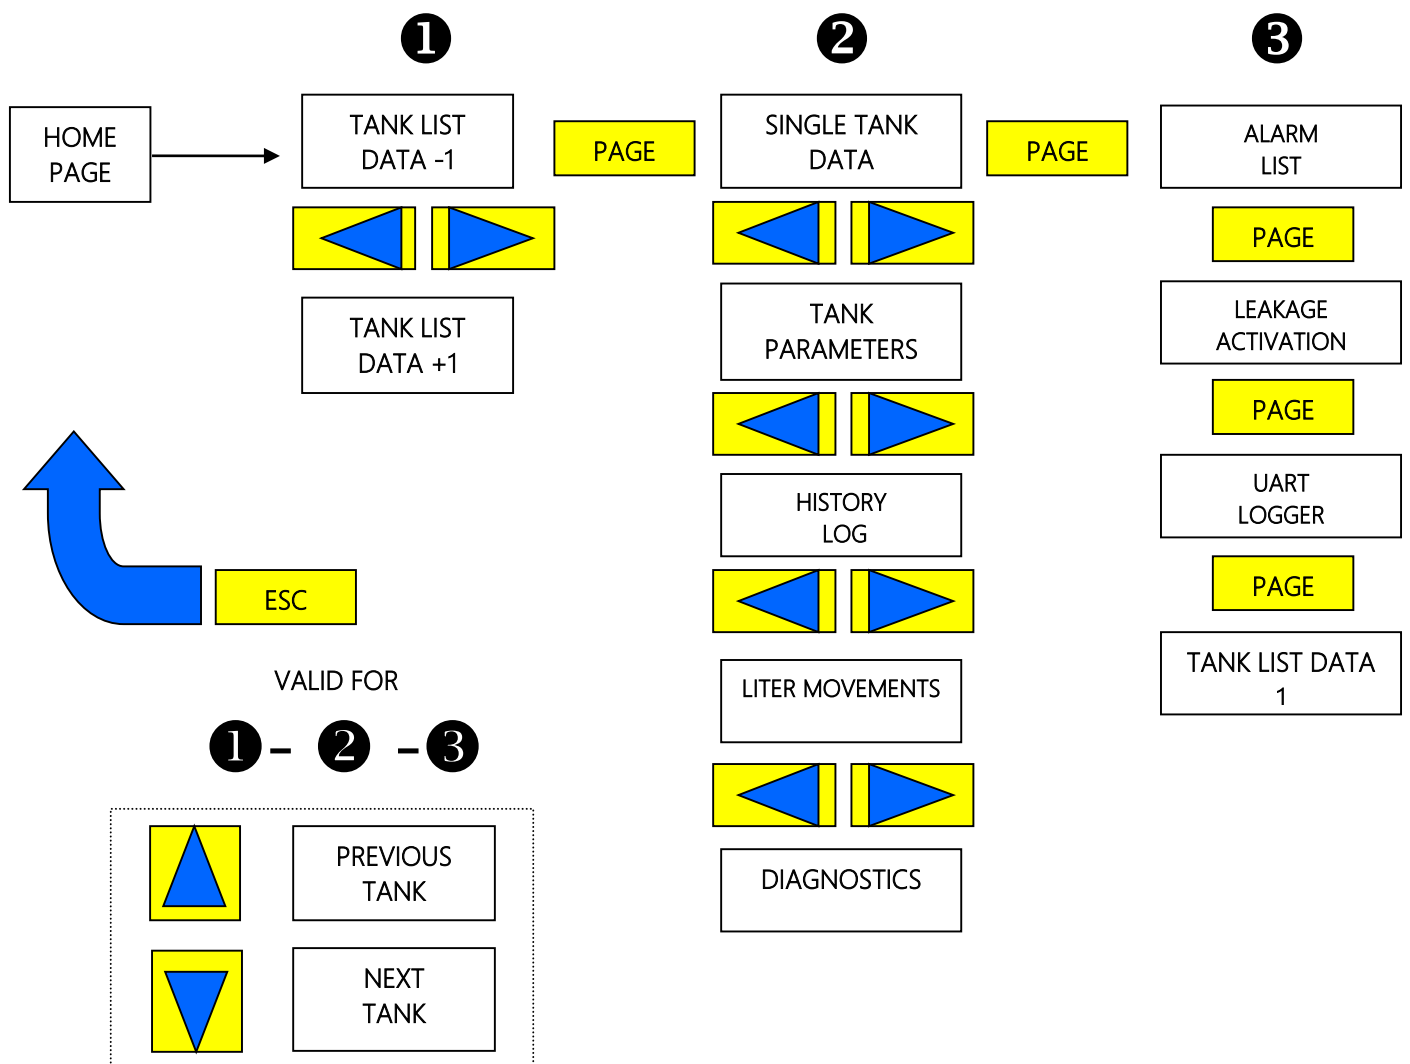 ❶
❷
❸
HOME
PAGE
TANK LIST
DATA -1
PAGE
SINGLE TANK
DATA
PAGE
ALARM
LIST
TANK LIST
DATA +1
TANK
PARAMETERS
HISTORY
LOG
LITER MOVEMENTS
DIAGNOSTICS
PAGE
LEAKAGE
ACTIVATION
PAGE
UART
LOGGER
PAGE
TANK LIST DATA
1
ESC
VALID FOR
❶ – ❷ – ❸
PREVIOUS
TANK
NEXT
TANK